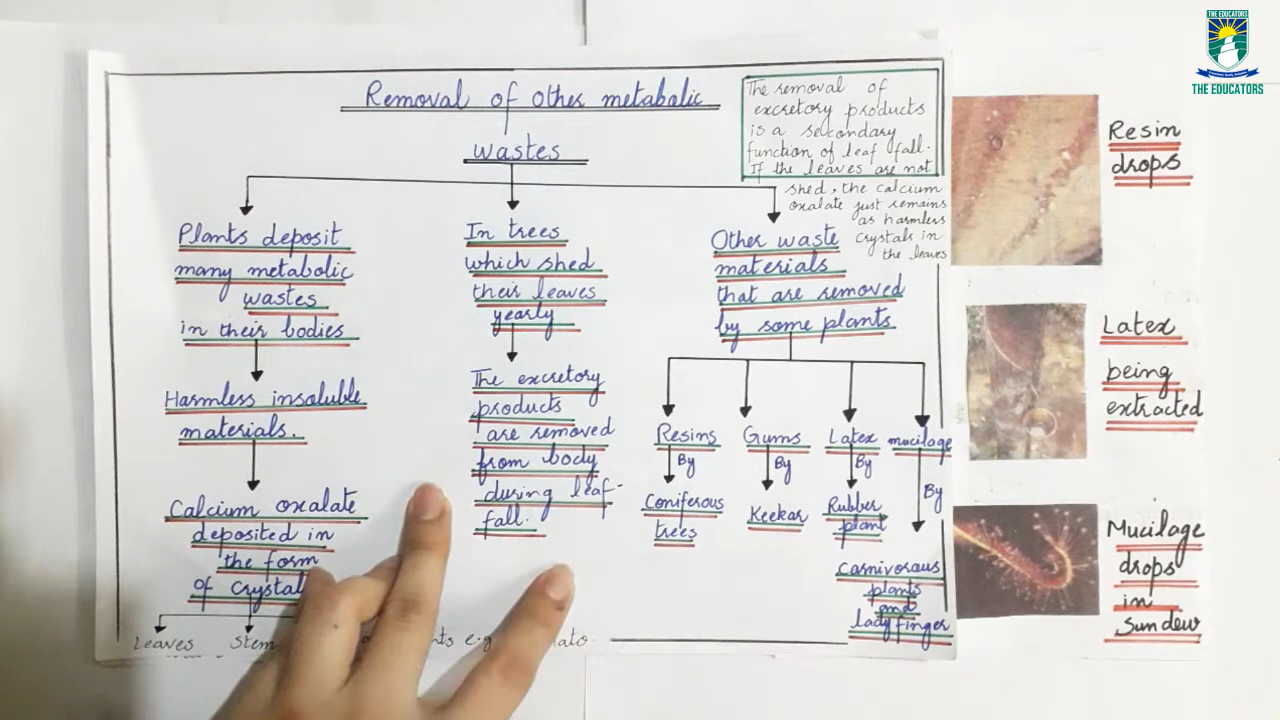 THE EDUCATORS
THE EDUCATORS
Removal of Other metabalic
wastes
The removal of
excretory products
is a secondary
function of leaf fall.
If the leaves are not
shed, the calcium
oxalate just remains
as harmless
crystals in
the leaves
Plants deposit
many metabolic
wastes
in their bodies
Harmless insoluble
materials.
Calcium oxalate
deposited in
the form
of crystal
Leaves Stem e.g.
In trees
which shed
their leaves
yearly
The excretory
products
are removed
from body
during leaf-
fall.
Other waste
materials
that are removed
by some plants
Resins
By
Coniferous
trees
Gums
By
Keekar
Latex
By
Rubber
plant
mucilage
By
Carnivorous
plants
and
lady finger
Resin
drops
Latex
being
extracted
Mucilage
drops
in
Sun dew